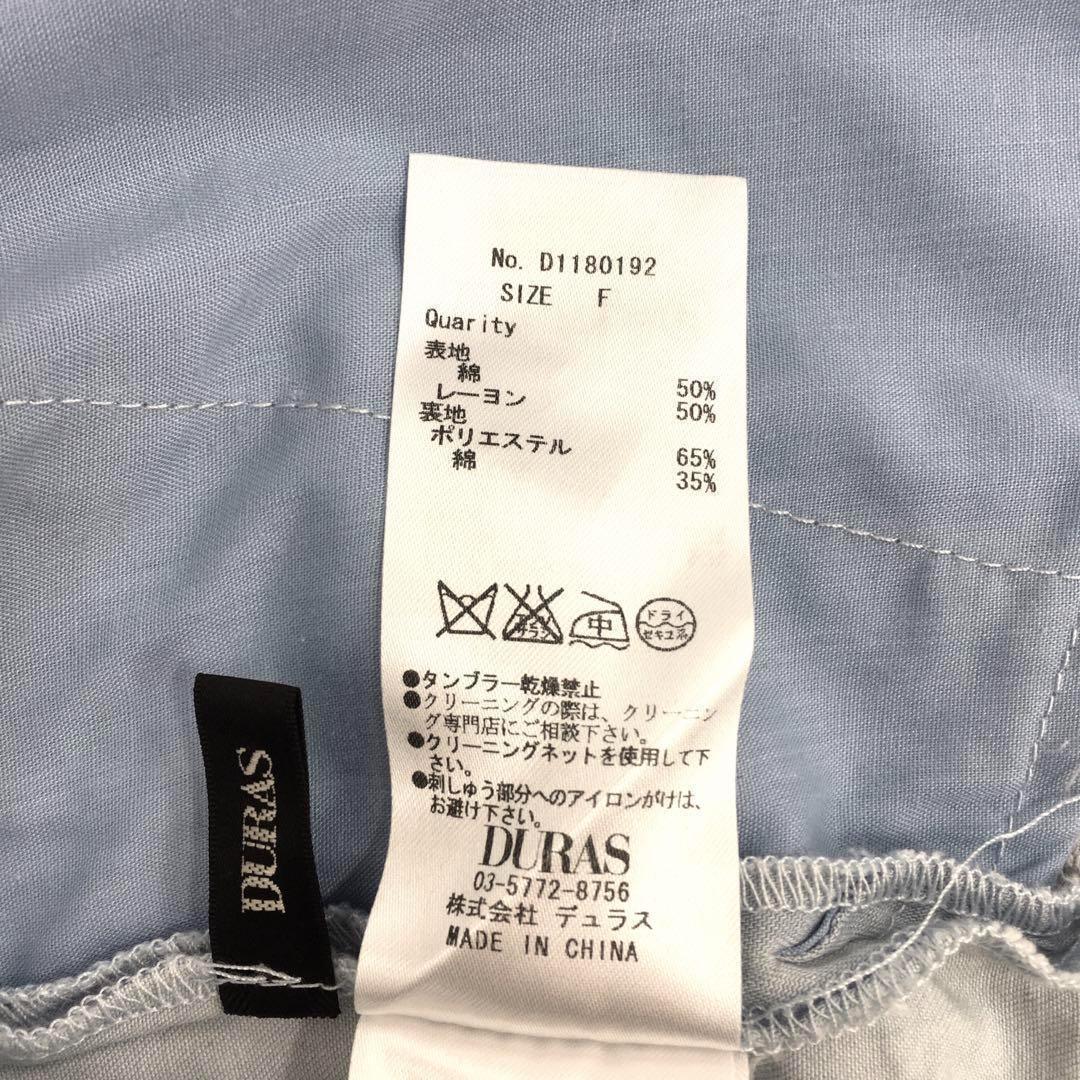 No. D1180192
SIZE F
Quarity
表地
綿 50%
レーヨン 50%
裏地
ポリエステル 65%
綿 35%
エンソ サラシ
中
ドライ
セキユ系
●タンブラー乾燥禁止
●クリーニングの際は、クリーニン
グ専門店にご相談下さい。
●クリーニングネットを使用して下
さい。
●刺しゅう部分へのアイロンがけは、
お避け下さい。
DURAS
03-5772-8756
株式会社 デュラス
MADE IN CHINA
DURAS